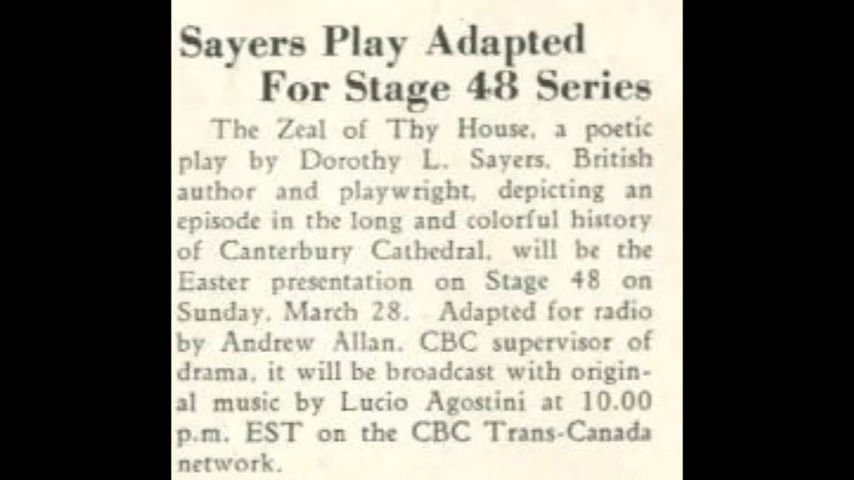 Sayers Play Adapted
For Stage 48 Series
The Zeal of Thy House, a poetic
play by Dorothy L. Sayers, British
author and playwright, depicting an
episode in the long and colorful history
of Canterbury Cathedral, will be the
Easter presentation on Stage 48 on
Sunday, March 28. Adapted for radio
by Andrew Allan, CBC supervisor of
drama, it will be broadcast with origin-
al music by Lucio Agostini at 10.00
p.m. EST on the CBC Trans-Canada
network.